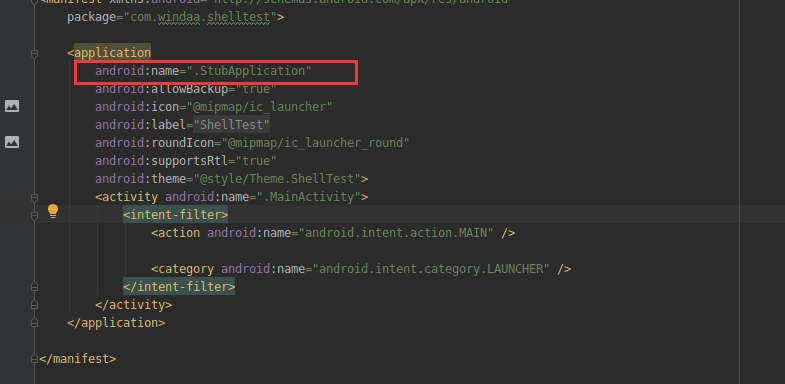 <manifest xmlns:android="http://schemas.android.com/apk/res/android"
package="com.windaa.shelltest">
<application
android:name=".StubApplication"
android:allowBackup="true"
android:icon="@mipmap/ic_launcher"
android:label="ShellTest"
android:roundIcon="@mipmap/ic_launcher_round"
android:supportsRtl="true"
android:theme="@style/Theme.ShellTest">
<activity android:name=".MainActivity">
<intent-filter>
<action android:name="android.intent.action.MAIN" />
<category android:name="android.intent.category.LAUNCHER" />
</intent-filter>
</activity>
</application>
</manifest>